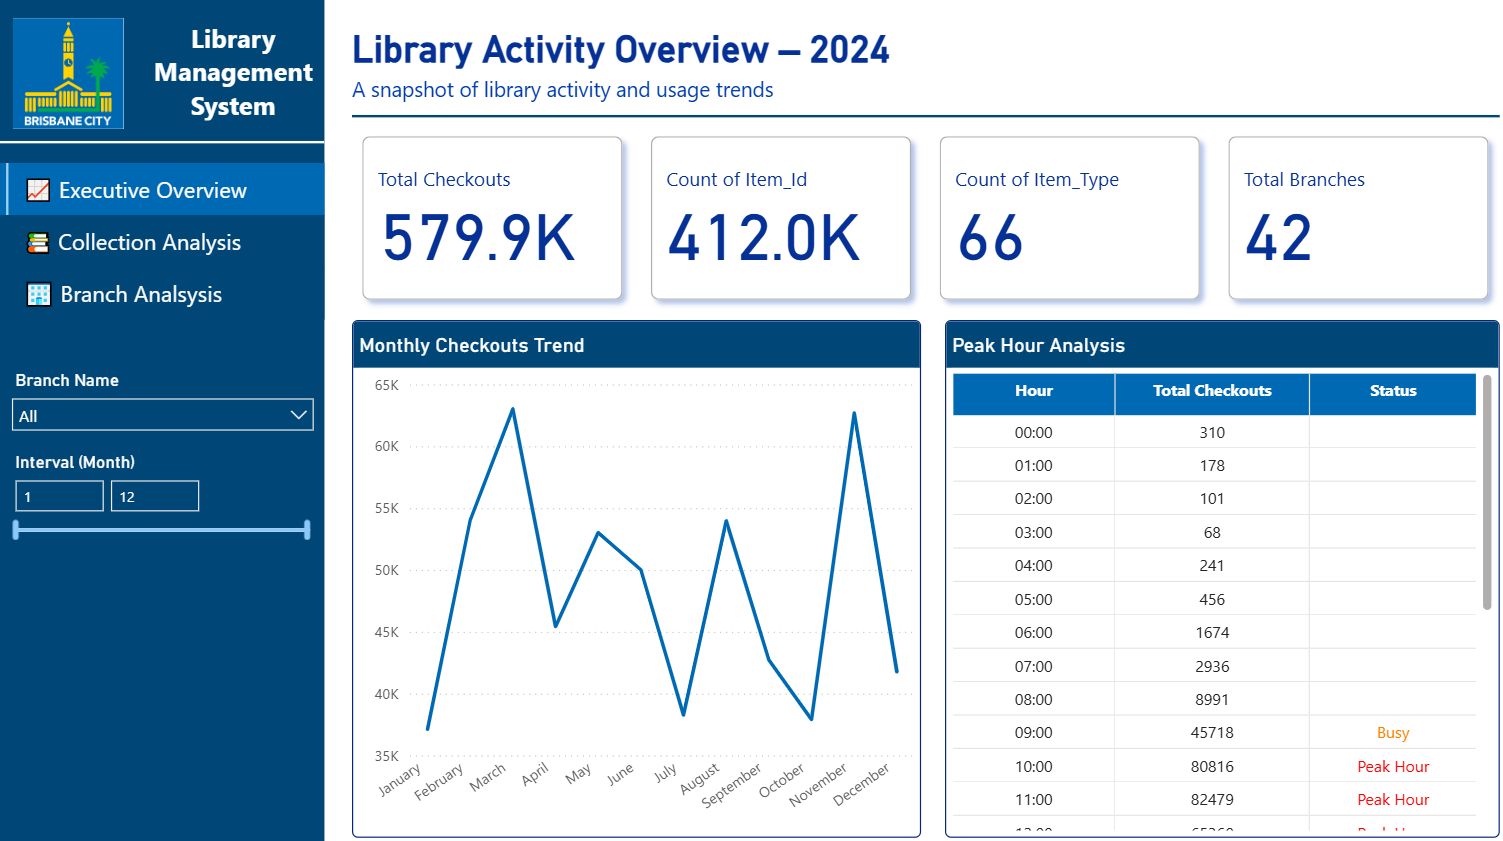 BRISBANE CITY
Library
Management
System
Executive Overview
Collection Analysis
Branch Analsysis
Branch Name
All
Interval (Month)
1 12
Library Activity Overview – 2024
A snapshot of library activity and usage trends
Total Checkouts
579.9K
Count of Item_Id
412.0K
Count of Item_Type
66
Total Branches
42
Monthly Checkouts Trend
65K
60K
55K
50K
45K
40K
35K
January February March April May June July August September October November December
Peak Hour Analysis
Hour Total Checkouts Status
00:00 310
01:00 178
02:00 101
03:00 68
04:00 241
05:00 456
06:00 1674
07:00 2936
08:00 8991
09:00 45718 Busy
10:00 80816 Peak Hour
11:00 82479 Peak Hour